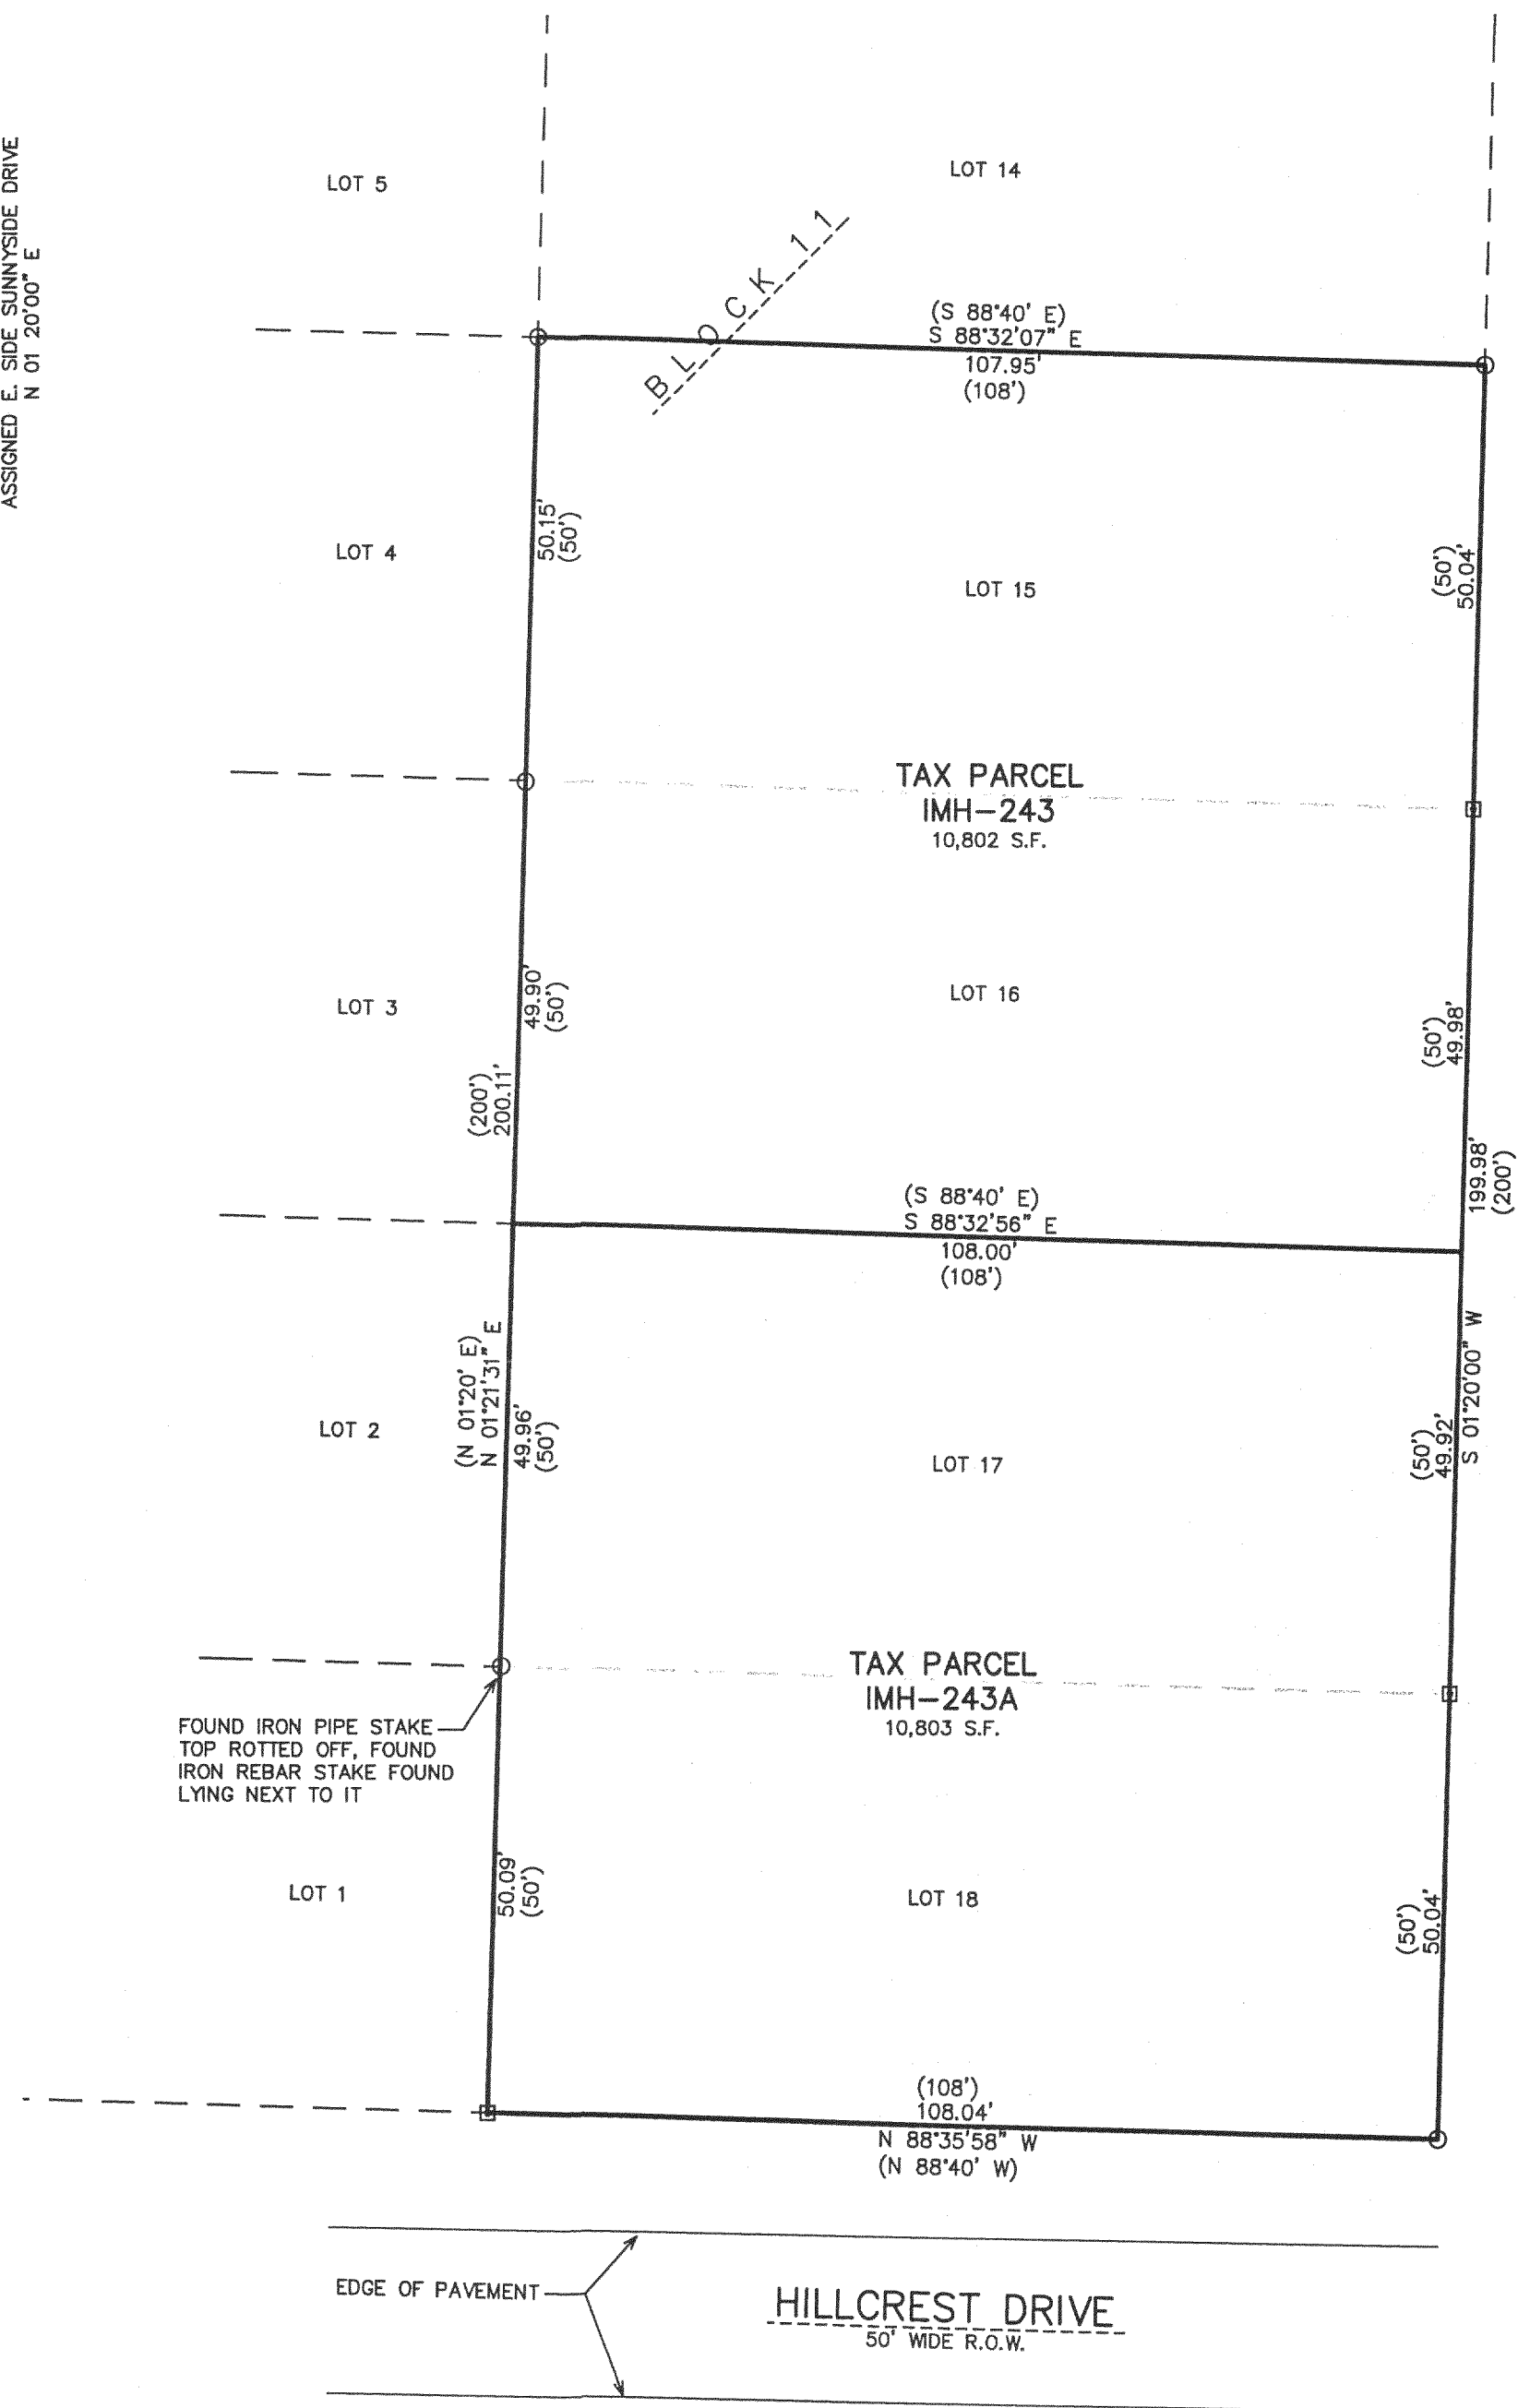 ASSIGNED E. SIDE SUNNYSIDE DRIVE
N 01 20'00" E
LOT 5
LOT 14
BLOCK 11
(S 88°40' E)
S 88°32'07" E
107.95'
(108')
LOT 4
50.15'
(50')
LOT 15
(50')
50.04'
TAX PARCEL
IMH-243
10,802 S.F.
LOT 3
49.90'
(50')
LOT 16
(50')
49.98'
(200')
200.11'
199.98'
(200')
(S 88°40' E)
S 88°32'56" E
108.00'
(108')
(N 01°20' E)
N 01°21'31" E
LOT 2
49.96'
(50')
LOT 17
(50')
49.92'
S 01°20'00" W
TAX PARCEL
IMH-243A
10,803 S.F.
FOUND IRON PIPE STAKE
TOP ROTTED OFF, FOUND
IRON REBAR STAKE FOUND
LYING NEXT TO IT
LOT 1
50.09'
(50')
LOT 18
(50')
50.04'
(108')
108.04'
N 88°35'58" W
(N 88°40' W)
EDGE OF PAVEMENT
HILLCREST DRIVE
50' WIDE R.O.W.